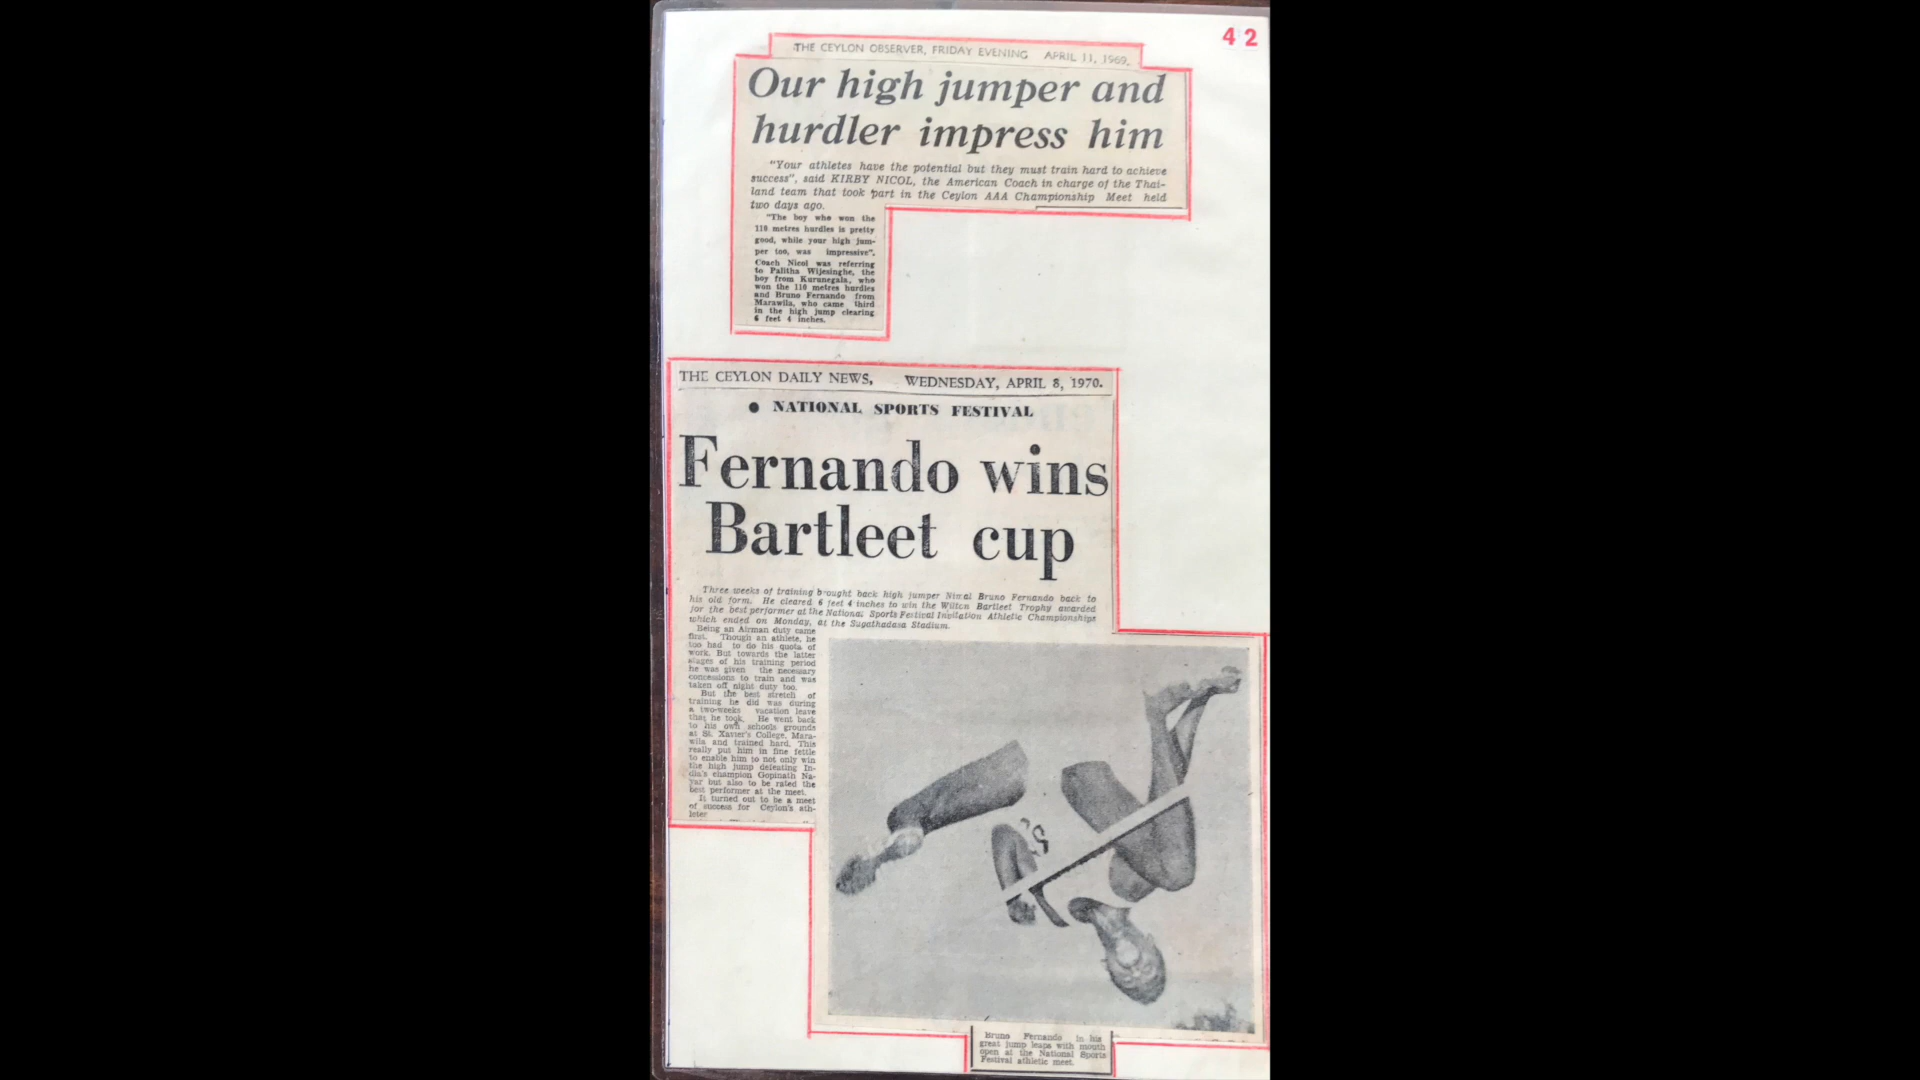 42
THE CEYLON OBSERVER, FRIDAY EVENING APRIL 11, 1969.
Our high jumper and
hurdler impress him
"Your athletes have the potential but they must train hard to achieve
success", said KIRBY NICOL, the American Coach in charge of the Thai-
land team that took part in the Ceylon AAA Championship Meet held
two days ago.
"The boy who won the
110 metres hurdles is pretty
good, while your high jum-
per too, was impressive".
Coach Nicol was referring
to Palitha Wijesinghe, the
boy from Kurunegala, who
won the 110 metres hurdles
and Bruno Fernando from
Marawila, who came third
in the high jump clearing
6 feet 4 inches.
THE CEYLON DAILY NEWS, WEDNESDAY, APRIL 8, 1970.
● NATIONAL SPORTS FESTIVAL
Fernando wins
Bartleet cup
Three weeks of training brought back high jumper Nimal Bruno Fernando back to
his old form. He cleared 6 feet 4 inches to win the Wilton Bartleet Trophy awarded
for the best performer at the National Sports Festival Invitation Athletic Championships
which ended on Monday, at the Sugathadasa Stadium.
Being an Airman duty came
first. Though an athlete, he
too had to do his quota of
work. But towards the latter
stages of his training period
he was given the necessary
concessions to train and was
taken off night duty too.
But the best stretch of
training he did was during
a two-weeks vacation leave
that he took. He went back
to his own schools grounds
at St. Xavier's College, Mara-
wila and trained hard. This
really put him in fine fettle
to enable him to not only win
the high jump defeating In-
dia's champion Gopinath Na-
yar but also to be rated the
best performer at the meet.
It turned out to be a meet
of success for Ceylon's ath-
leter
Bruno Fernando in his
great jump leaps with mouth
open at the National Sports
Festival athletic meet.